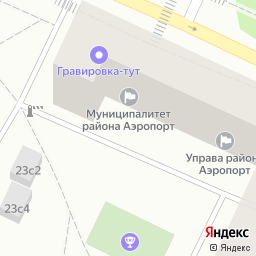 Гравировка-тут
Муниципалитет
района Аэропорт
Управа район
Аэропорт
23с2
23с4
Яндекс
© Яндекс